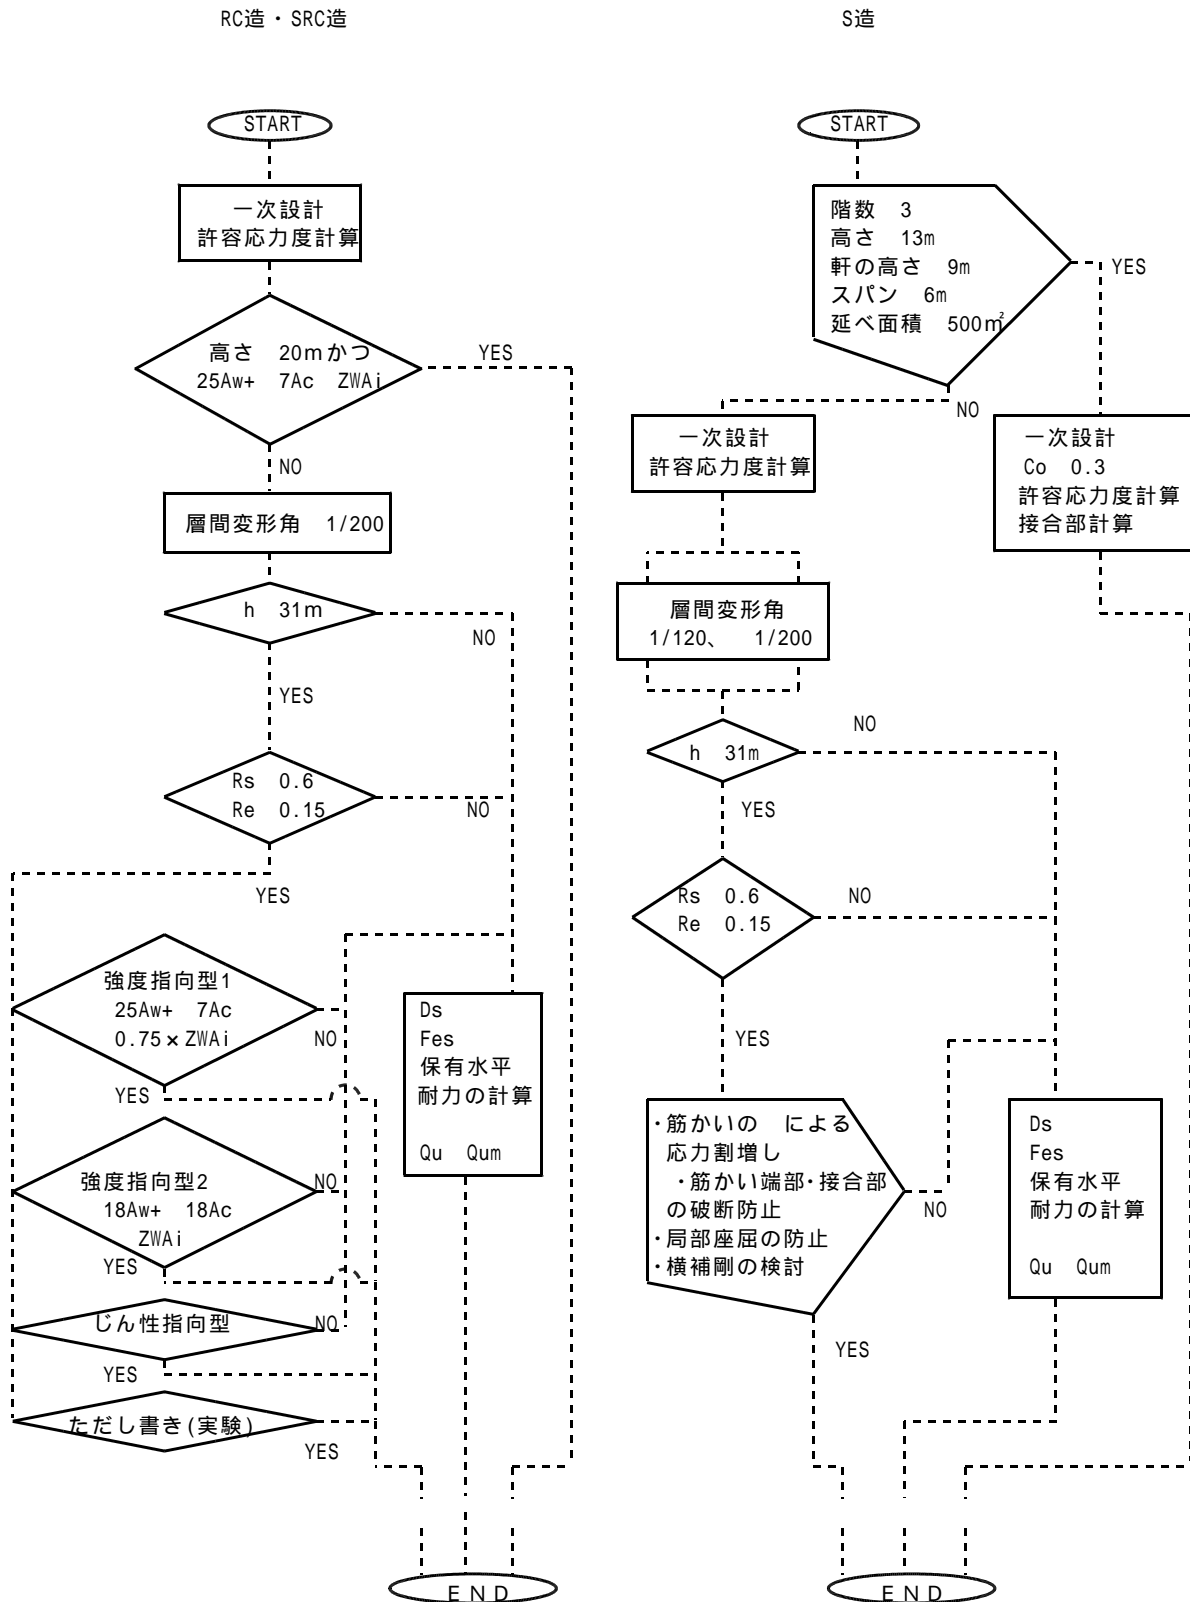 RC造・SRC造
START
一次設計
許容応力度計算
高さ 20mかつ
25Aw+ 7Ac ZWAi
YES
NO
層間変形角 1/200
h 31m
NO
YES
Rs 0.6
Re 0.15
NO
YES
強度指向型1
25Aw+ 7Ac
0.75×ZWAi
NO
YES
強度指向型2
18Aw+ 18Ac
ZWAi
NO
YES
じん性指向型
NO
YES
ただし書き(実験)
YES
Ds
Fes
保有水平
耐力の計算
Qu Qum
END
S造
START
階数 3
高さ 13m
軒の高さ 9m
スパン 6m
延べ面積 500㎡
YES
NO
一次設計
許容応力度計算
一次設計
Co 0.3
許容応力度計算
接合部計算
層間変形角
1/120、 1/200
h 31m
NO
YES
Rs 0.6
Re 0.15
NO
YES
・筋かいの による
応力割増し
・筋かい端部・接合部
の破断防止
・局部座屈の防止
・横補剛の検討
NO
YES
Ds
Fes
保有水平
耐力の計算
Qu Qum
END